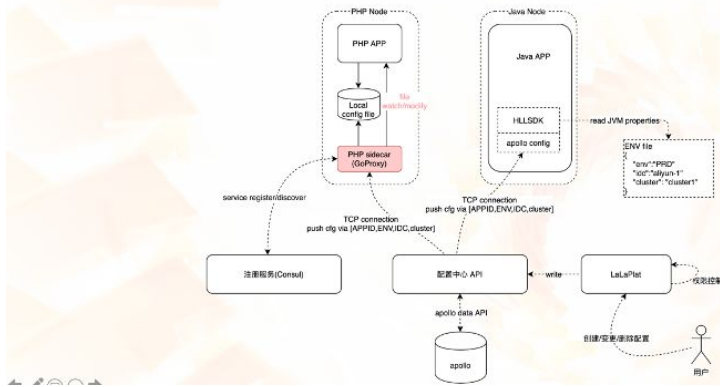 PHP Node
Java Node
PHP APP
Java APP
file
watch/modify
Local
config file
HLLSDK
read JVM properties
apollo config
ENV file
{
"env":"PRD"
"idc":"aliyun-1"
"cluster": "cluster1"
}
PHP sidecar
(GoProxy)
service register/discover
TCP connection
push cfg via [APPID,ENV,IDC,cluster]
TCP connection
push cfg via [APPID,ENV,IDC,cluster]
注册服务(Consul)
配置中心 API
write
LaLaPlat
权限控制
apollo data API
创建/变更/删除配置
apollo
用户